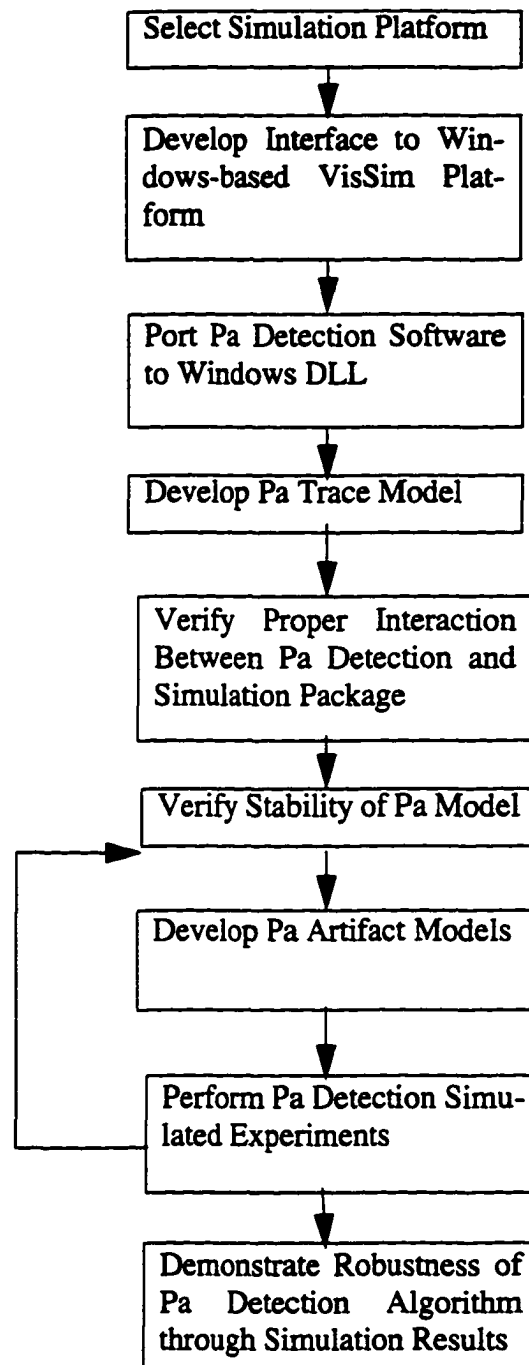 Select Simulation Platform
Develop Interface to Win-
dows-based VisSim Plat-
form
Port Pa Detection Software
to Windows DLL
Develop Pa Trace Model
Verify Proper Interaction
Between Pa Detection and
Simulation Package
Verify Stability of Pa Model
Develop Pa Artifact Models
Perform Pa Detection Simu-
lated Experiments
Demonstrate Robustness of
Pa Detection Algorithm
through Simulation Results